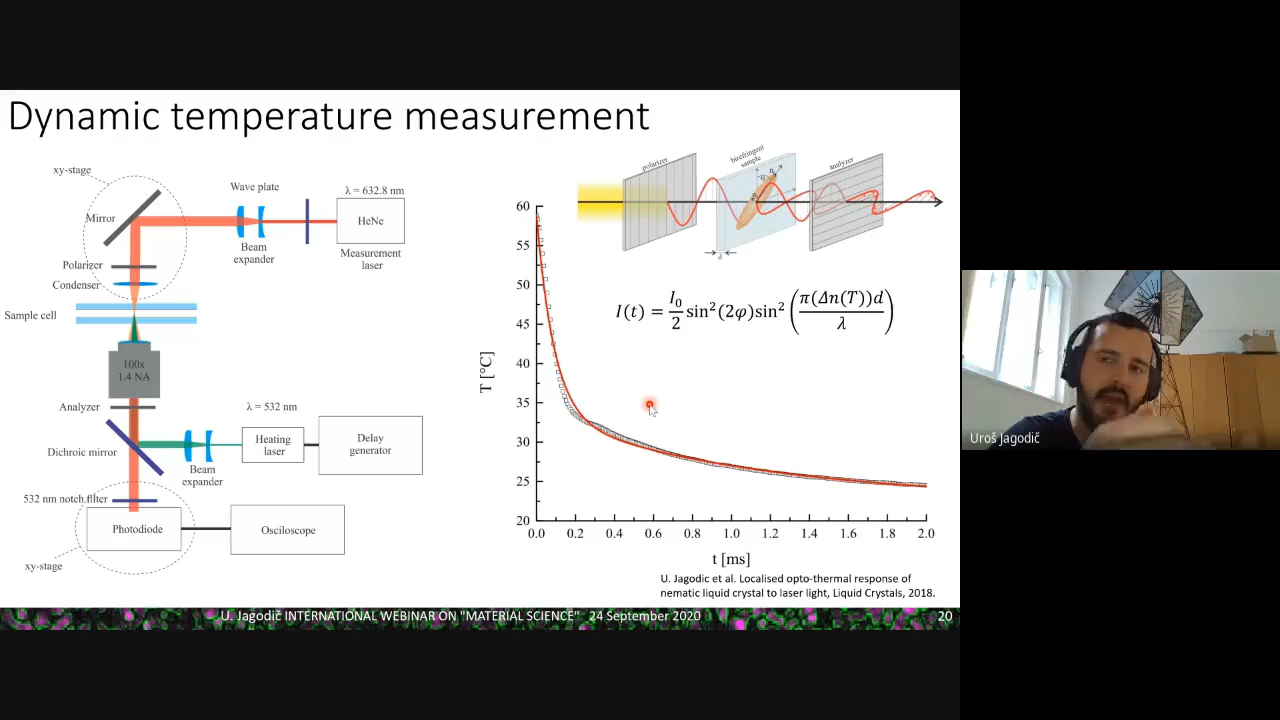 Dynamic temperature measurement
xy-stage
Mirror
Wave plate
λ = 632.8 nm
HeNe
Beam
expander
Measurement
laser
Polarizer
Condenser
Sample cell
100x
1.4 NA
Analyzer
λ = 532 nm
Dichroic mirror
Heating
laser
Delay
generator
Beam
expander
532 nm notch filter
Photodiode
Osciloscope
xy-stage
polarizer
birefringent
sample
analyzer
d
I(t) = I₀/2 sin²(2φ)sin²(π(Δn(T))d/λ)
T [°C]
60
55
50
45
40
35
30
25
20
0.0 0.2 0.4 0.6 0.8 1.0 1.2 1.4 1.6 1.8 2.0
t [ms]
U. Jagodic et al. Localised opto-thermal response of
nematic liquid crystal to laser light, Liquid Crystals, 2018.
U. Jagodič INTERNATIONAL WEBINAR ON "MATERIAL SCIENCE" 24 September 2020
20
Uroš Jagodič